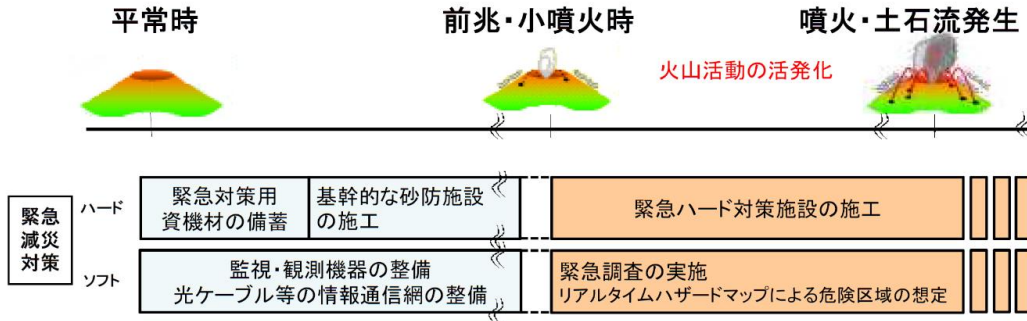 平常時
前兆・小噴火時
噴火・土石流発生
火山活動の活発化
緊急
減災
対策
ハード
緊急対策用
資機材の備蓄
基幹的な砂防施設
の施工
緊急ハード対策施設の施工
ソフト
監視・観測機器の整備
光ケーブル等の情報通信網の整備
緊急調査の実施
リアルタイムハザードマップによる危険区域の想定